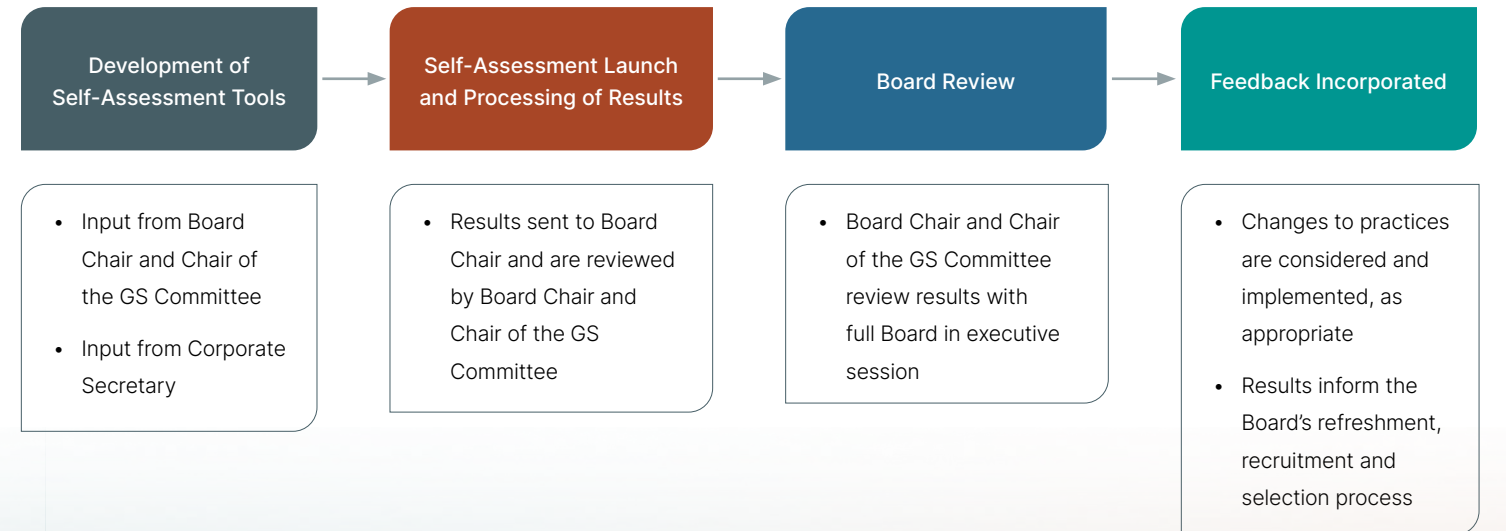 Development of
Self-Assessment Tools
Self-Assessment Launch
and Processing of Results
Board Review
Feedback Incorporated
• Input from Board
Chair and Chair of
the GS Committee
• Input from Corporate
Secretary
• Results sent to Board
Chair and are reviewed
by Board Chair and
Chair of the GS
Committee
• Board Chair and Chair
of the GS Committee
review results with
full Board in executive
session
• Changes to practices
are considered and
implemented, as
appropriate
• Results inform the
Board’s refreshment,
recruitment and
selection process